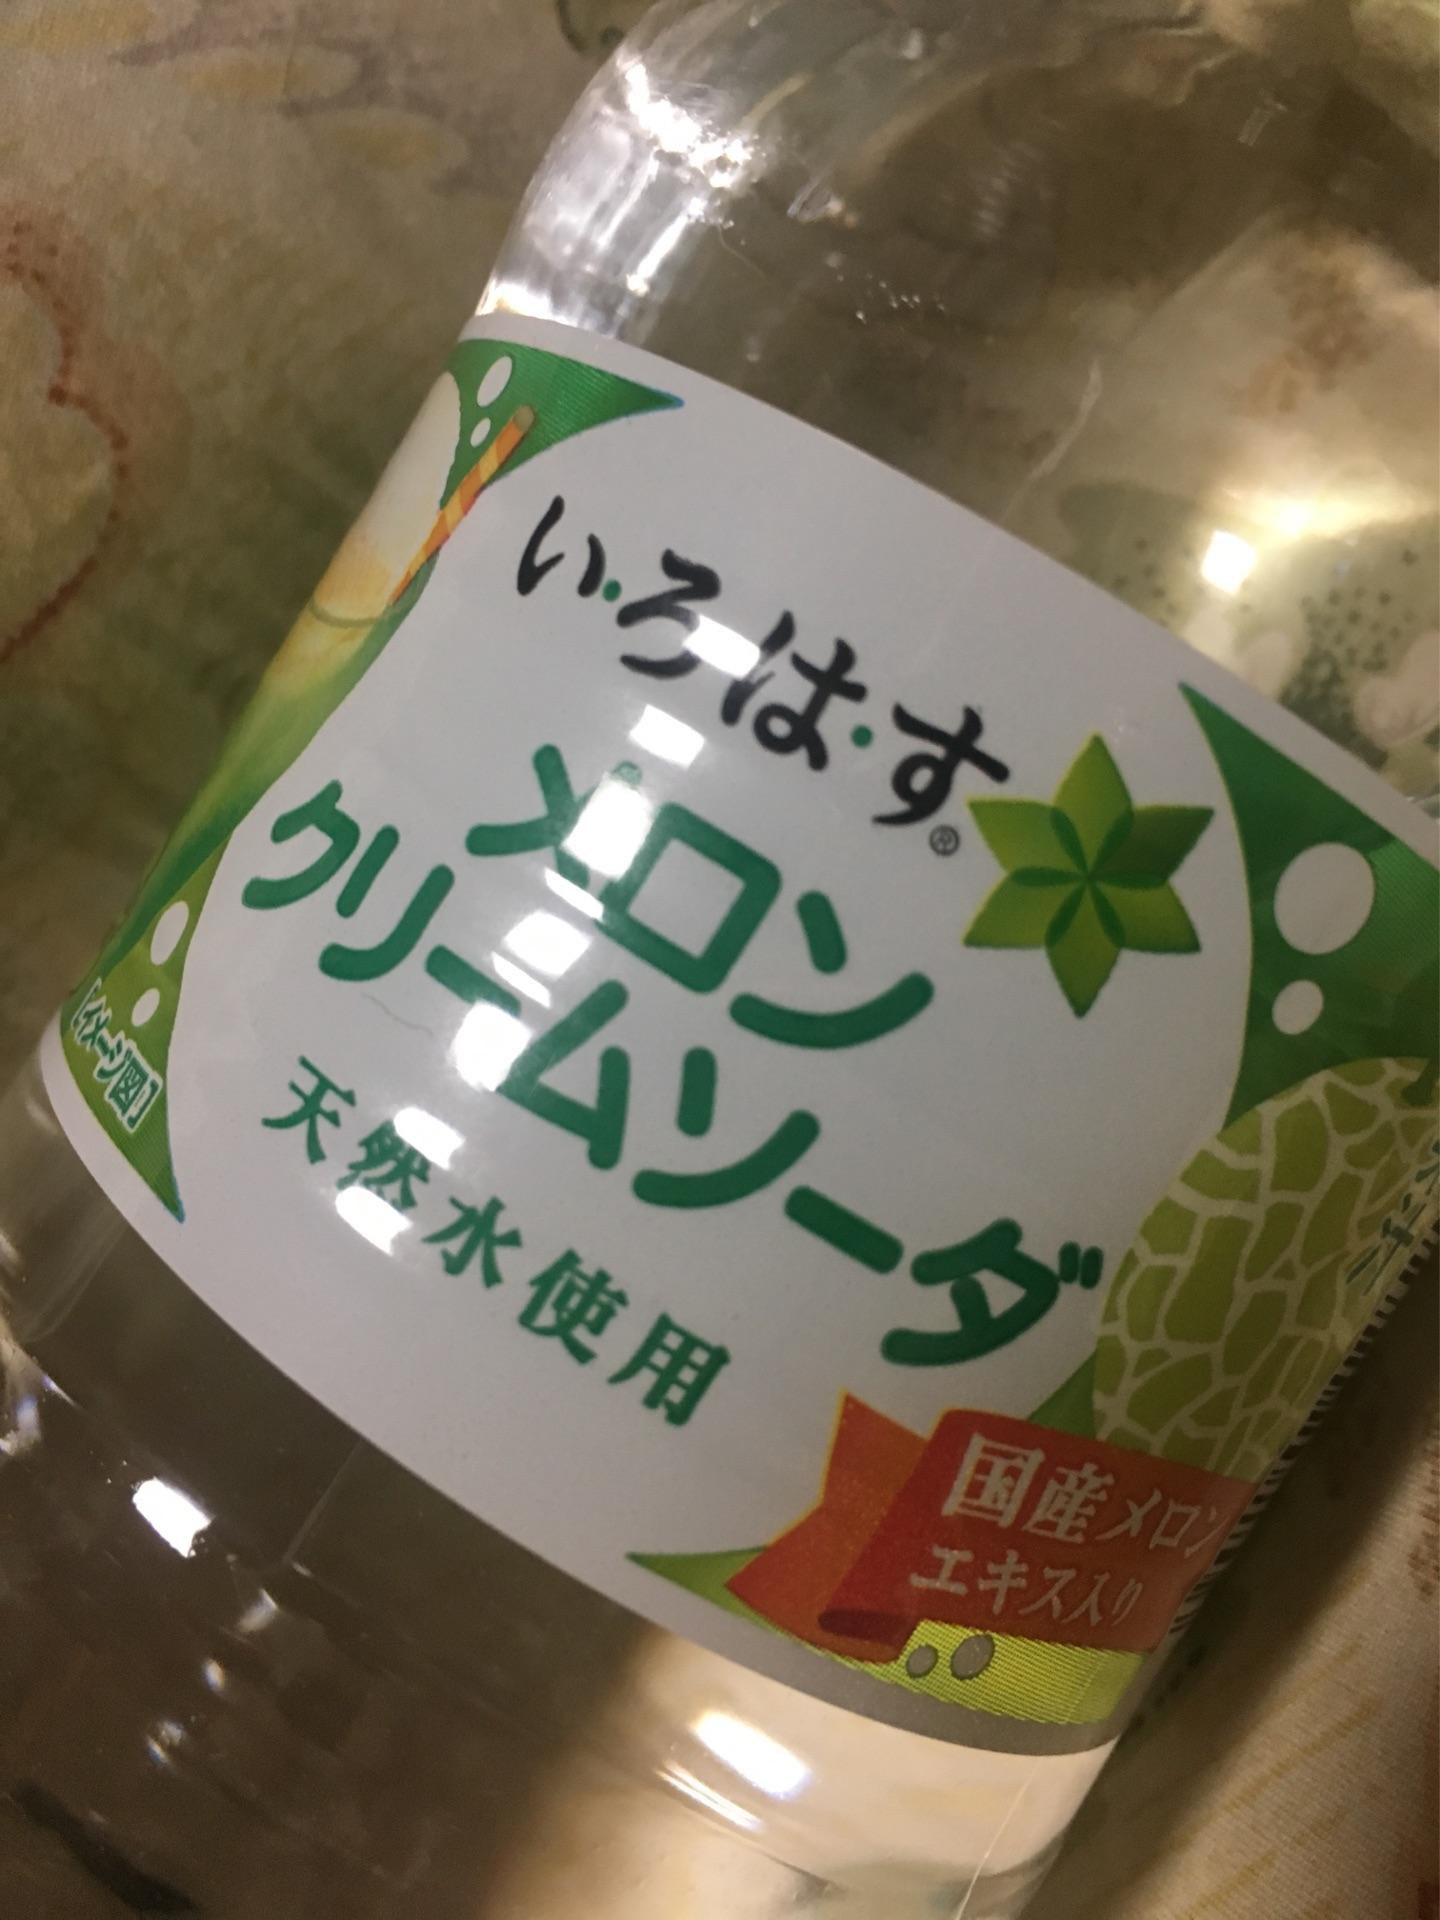 い・ろ・は・す®
メロン
クリームソーダ
天然水使用
[イメージ図]
国産メロン
エキス入り